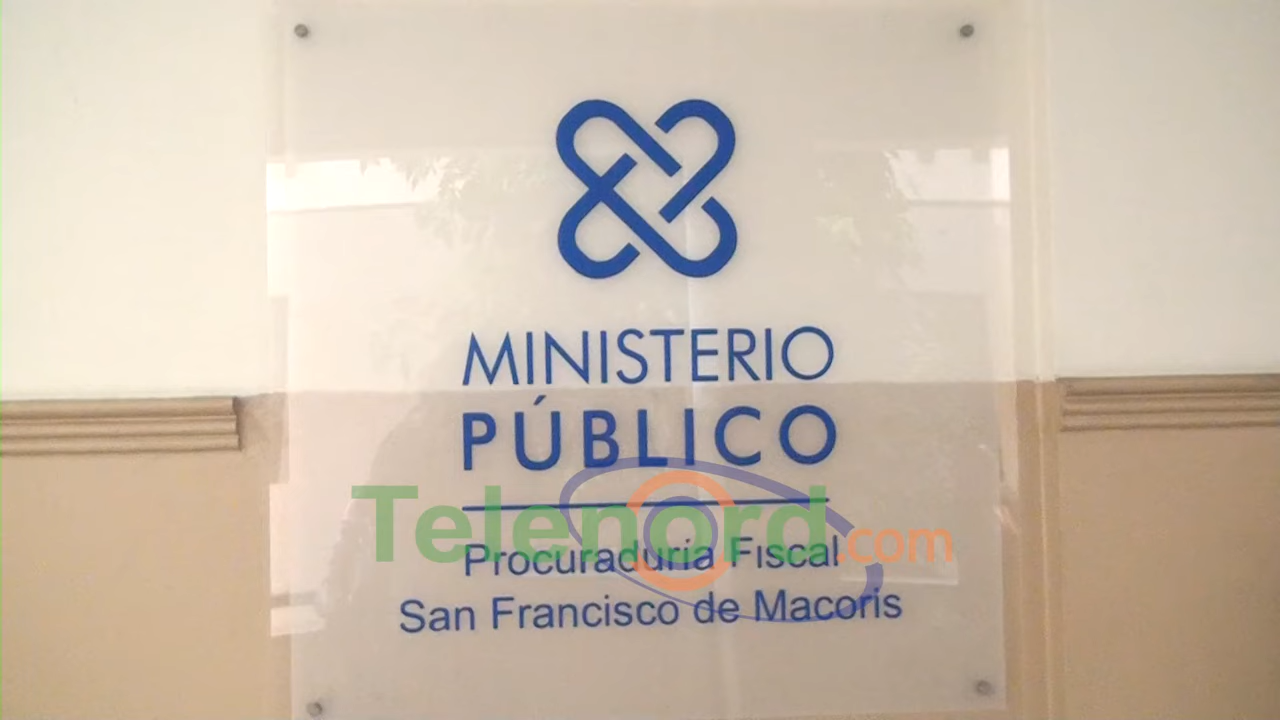 MINISTERIO
PÚBLICO
Telenord.com
Procuraduria Fiscal
San Francisco de Macoris